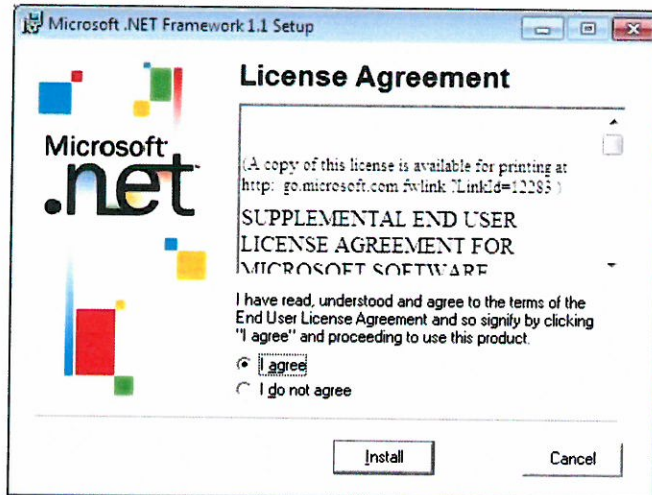 Microsoft .NET Framework 1.1 Setup
License Agreement
Microsoft
.net
(A copy of this license is available for printing at
http: go.microsoft.com fwlink ?LinkId=12283 )
SUPPLEMENTAL END USER
LICENSE AGREEMENT FOR
MICROSOFT SOFTWARE
I have read, understood and agree to the terms of the
End User License Agreement and so signify by clicking
"I agree" and proceeding to use this product.
I agree
I do not agree
Install
Cancel